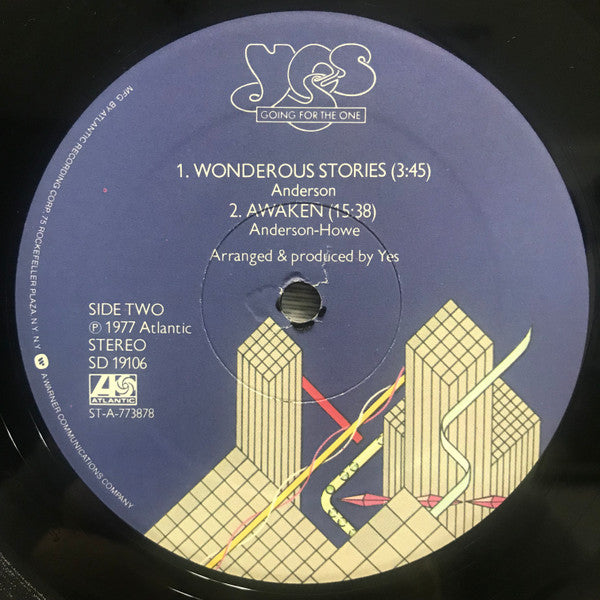 yes
GOING FOR THE ONE
1. WONDEROUS STORIES (3:45)
Anderson
2. AWAKEN (15:38)
Anderson-Howe
Arranged & produced by Yes
SIDE TWO
℗ 1977 Atlantic
STEREO
SD 19106
ATLANTIC
ST-A-773878
MFG. BY ATLANTIC RECORDING CORP. 75 ROCKEFELLER PLAZA, N.Y. N.Y. W A WARNER COMMUNICATIONS COMPANY